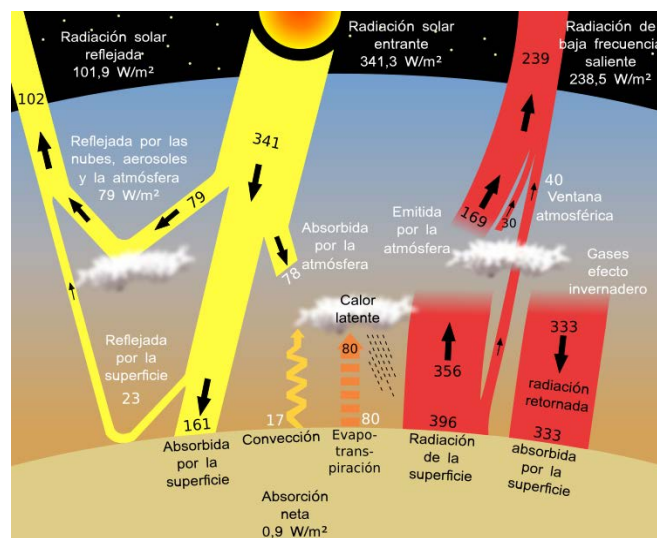 Radiación solar
reflejada
101,9 W/m²
Radiación solar
entrante
341,3 W/m²
Radiación de
baja frecuencia
saliente
238,5 W/m²
102
239
341
Reflejada por las
nubes, aerosoles
y la atmósfera
79 W/m²
79
Absorbida
por la
atmósfera
78
Emitida
por la
atmósfera
169
30
40
Ventana
atmosférica
Gases
efecto
invernadero
Calor
latente
80
Reflejada
por la
superficie
23
356
333
radiación
retornada
161
17
80
396
333
Absorbida
por la
superficie
Convección
Evapo-
transpi-
ración
Radiación
de la
superficie
absorbida
por la
superficie
Absorción
neta
0,9 W/m²